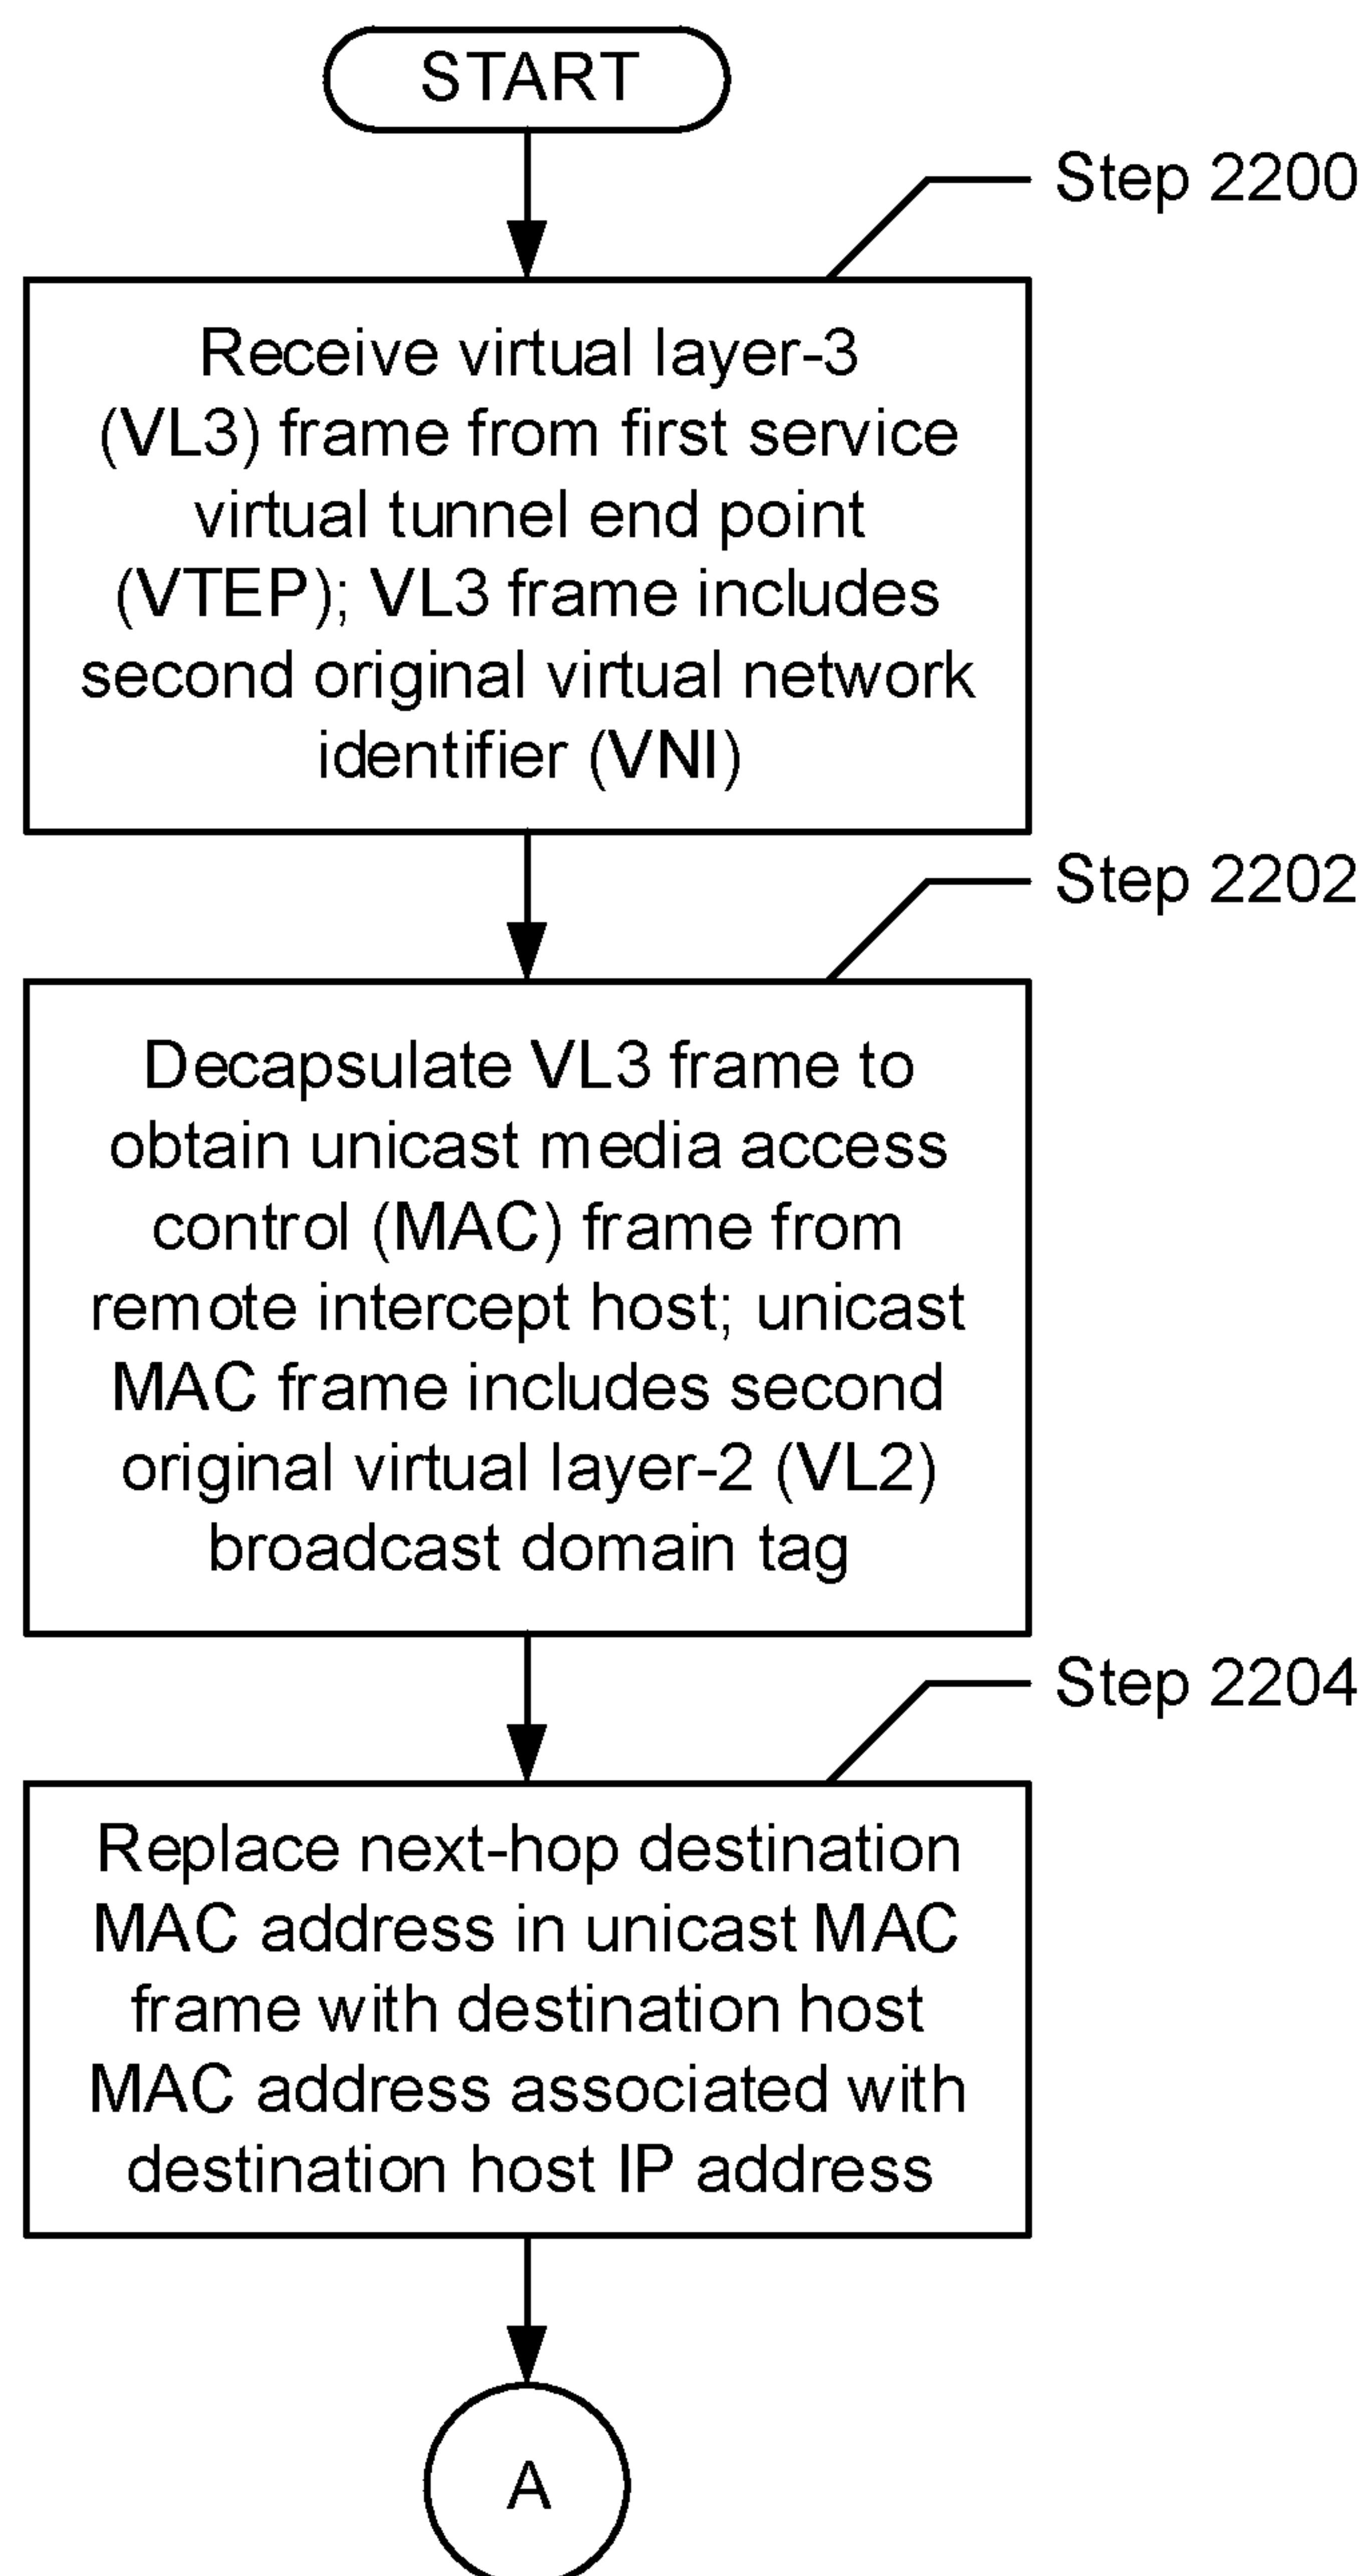 START
Step 2200
Receive virtual layer-3
(VL3) frame from first service
virtual tunnel end point
(VTEP); VL3 frame includes
second original virtual network
identifier (VNI)
Step 2202
Decapsulate VL3 frame to
obtain unicast media access
control (MAC) frame from
remote intercept host; unicast
MAC frame includes second
original virtual layer-2 (VL2)
broadcast domain tag
Step 2204
Replace next-hop destination
MAC address in unicast MAC
frame with destination host
MAC address associated with
destination host IP address
A